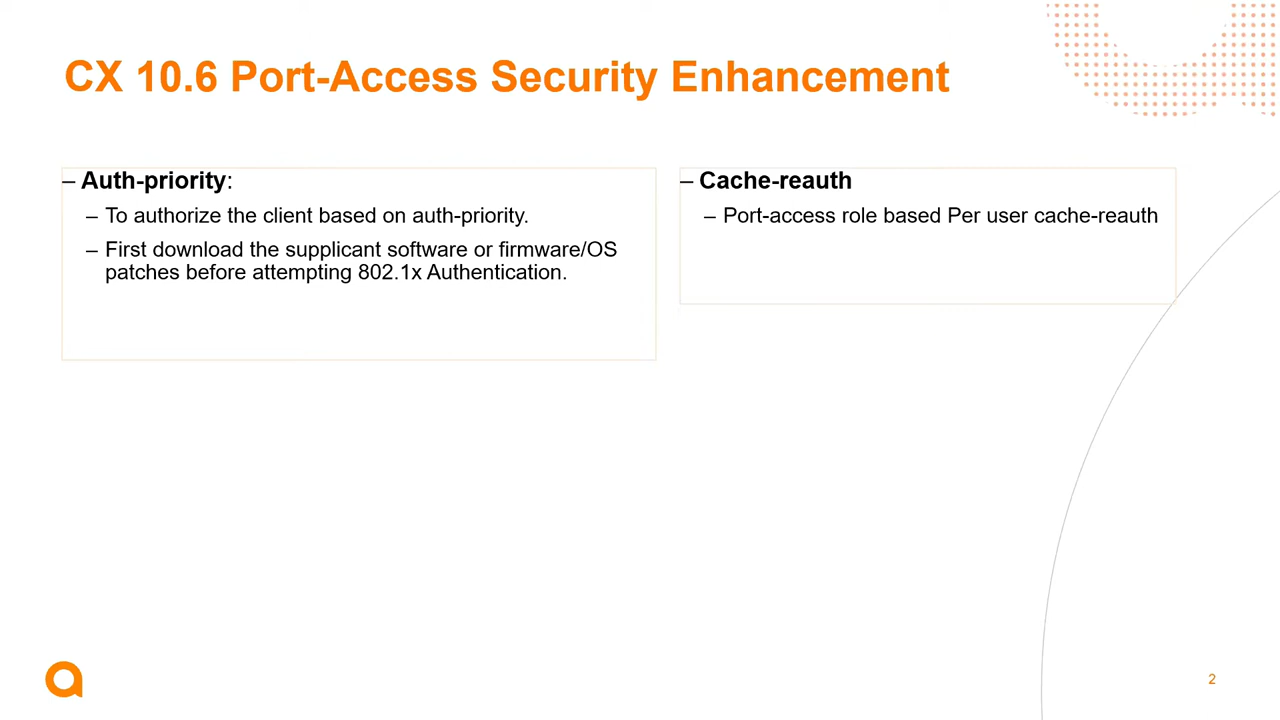 CX 10.6 Port-Access Security Enhancement
– Auth-priority:
– To authorize the client based on auth-priority.
– First download the supplicant software or firmware/OS
patches before attempting 802.1x Authentication.
– Cache-reauth
– Port-access role based Per user cache-reauth
2